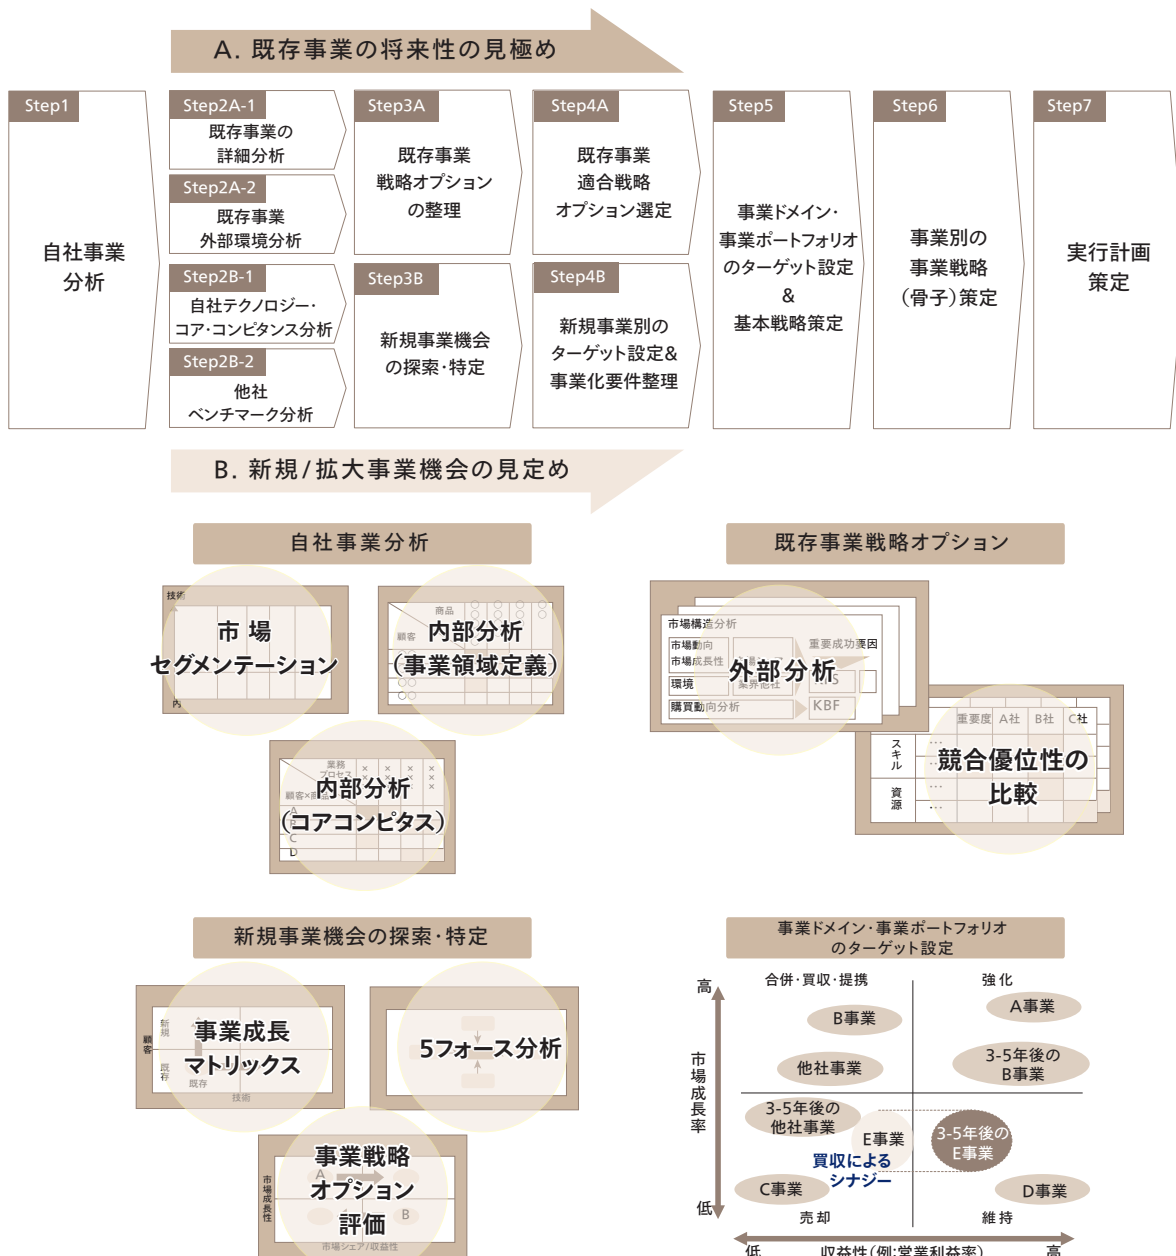 A. 既存事業の将来性の見極め
Step1
自社事業
分析
Step2A-1
既存事業の
詳細分析
Step2A-2
既存事業
外部環境分析
Step2B-1
自社テクノロジー・
コア・コンピタンス分析
Step2B-2
他社
ベンチマーク分析
Step3A
既存事業
戦略オプション
の整理
Step3B
新規事業機会
の探索・特定
Step4A
既存事業
適合戦略
オプション選定
Step4B
新規事業別の
ターゲット設定&
事業化要件整理
Step5
事業ドメイン・
事業ポートフォリオ
のターゲット設定
&
基本戦略策定
Step6
事業別の
事業戦略
(骨子)策定
Step7
実行計画
策定
B. 新規/拡大事業機会の見定め
自社事業分析
技術
市場
セグメンテーション
内
商品
顧客
内部分析
(事業領域定義)
業務
プロセス
顧客×商品
内部分析
(コアコンピタス)
A
B
C
D
既存事業戦略オプション
市場構造分析
市場動向
市場成長性
重要成功要因
環境
業界他社
購買動向分析
KBF
外部分析
重要度 A社 B社 C社
スキル
資源
競合優位性の
比較
新規事業機会の探索・特定
顧客
新規
既存
既存
技術
事業成長
マトリックス
5フォース分析
市場成長性
A
B
事業戦略
オプション
評価
市場シェア/収益性
事業ドメイン・事業ポートフォリオ
のターゲット設定
合併・買収・提携
強化
高
市場成長率
低
B事業
A事業
他社事業
3-5年後の
B事業
3-5年後の
他社事業
E事業
3-5年後の
E事業
買収による
シナジー
C事業
D事業
売却
維持
低
収益性(例:営業利益率)
高